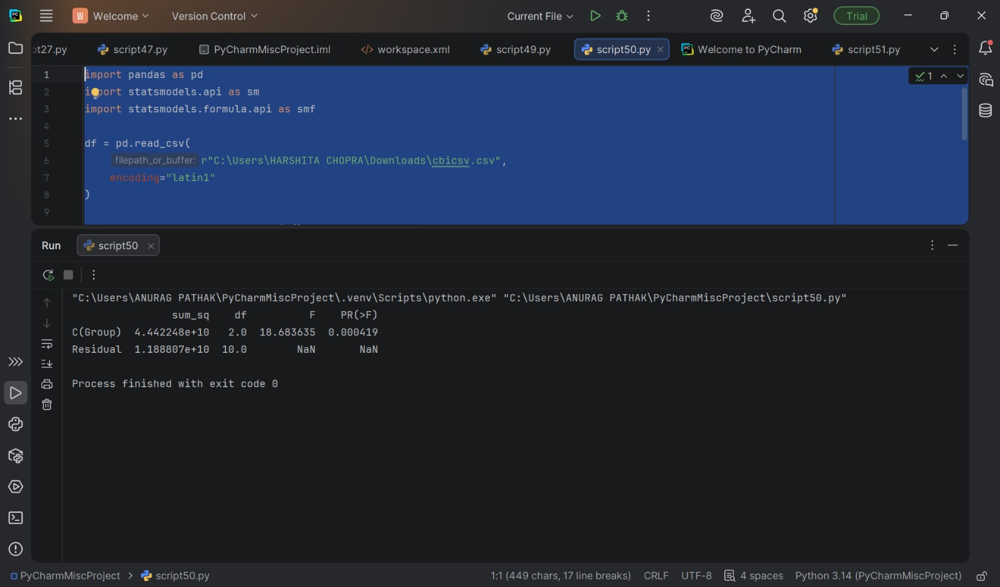 PC
W Welcome Version Control Current File Trial
ot27.py script47.py PyCharmMiscProject.iml </> workspace.xml script49.py script50.py PC Welcome to PyCharm script51.py
1 import pandas as pd 1
2 import statsmodels.api as sm
3 import statsmodels.formula.api as smf
4
5 df = pd.read_csv(
6 filepath_or_buffer: r"C:\Users\HARSHITA CHOPRA\Downloads\cbicsv.csv",
7 encoding="latin1"
8 )
9
Run script50
"C:\Users\ANURAG PATHAK\PyCharmMiscProject\.venv\Scripts\python.exe" "C:\Users\ANURAG PATHAK\PyCharmMiscProject\script50.py"
sum_sq df F PR(>F)
C(Group) 4.442248e+10 2.0 18.683635 0.000419
Residual 1.188807e+10 10.0 NaN NaN
Process finished with exit code 0
PyCharmMiscProject > script50.py 1:1 (449 chars, 17 line breaks) CRLF UTF-8 4 spaces Python 3.14 (PyCharmMiscProject)